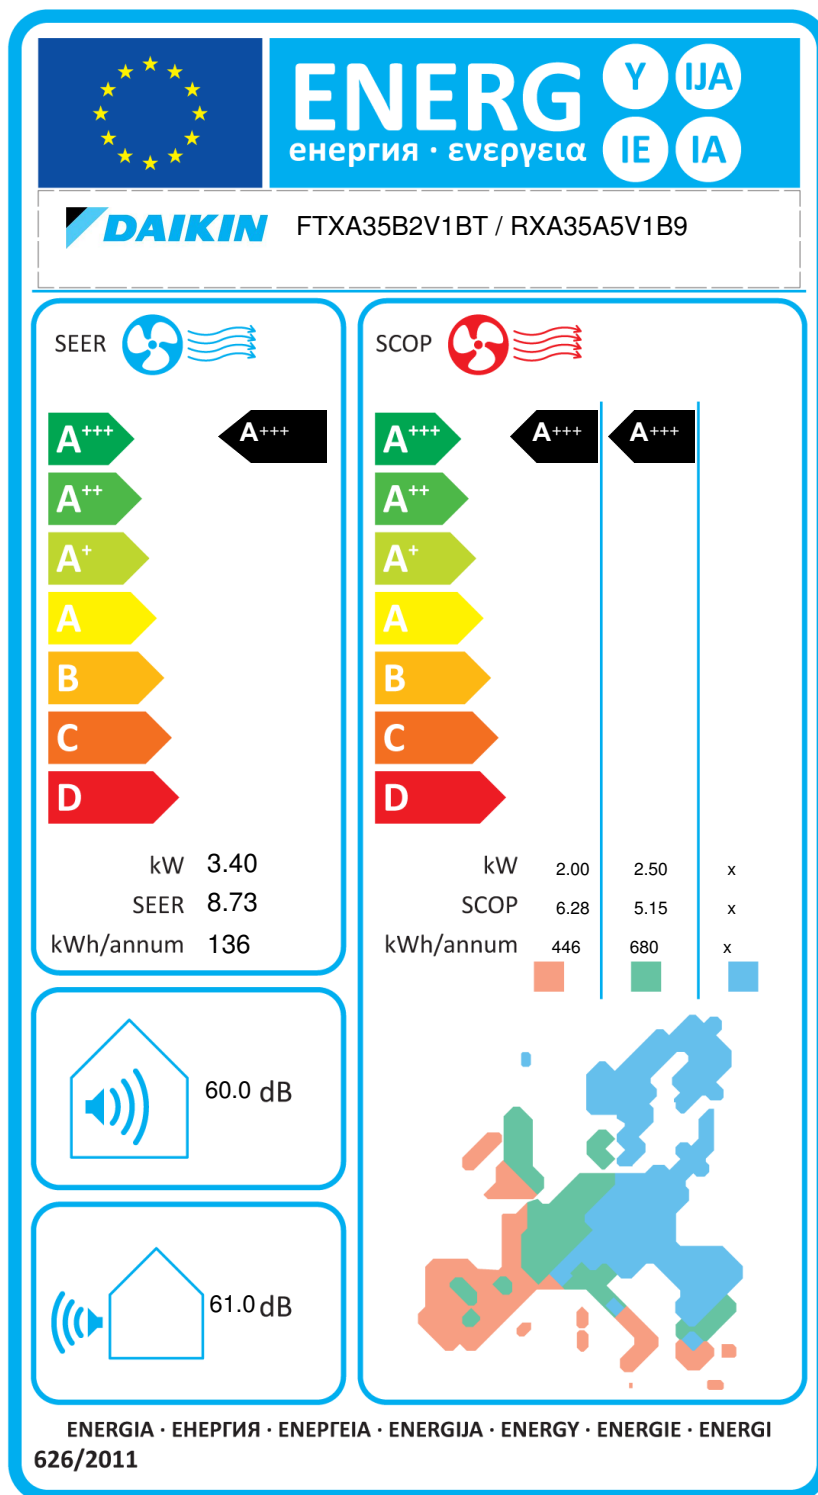 ENERG
енергия · ενεργεια
Y IJA
IE IA
DAIKIN FTXA35B2V1BT / RXA35A5V1B9
SEER
A+++ A+++
A++
A+
A
B
C
D
kW 3.40
SEER 8.73
kWh/annum 136
SCOP
A+++ A+++ A+++
A++
A+
A
B
C
D
kW 2.00 2.50 x
SCOP 6.28 5.15 x
kWh/annum 446 680 x
60.0 dB
61.0 dB
ENERGIA · ЕНЕРГИЯ · ΕΝΕΡΓΕΙΑ · ENERGIJA · ENERGY · ENERGIE · ENERGI
626/2011